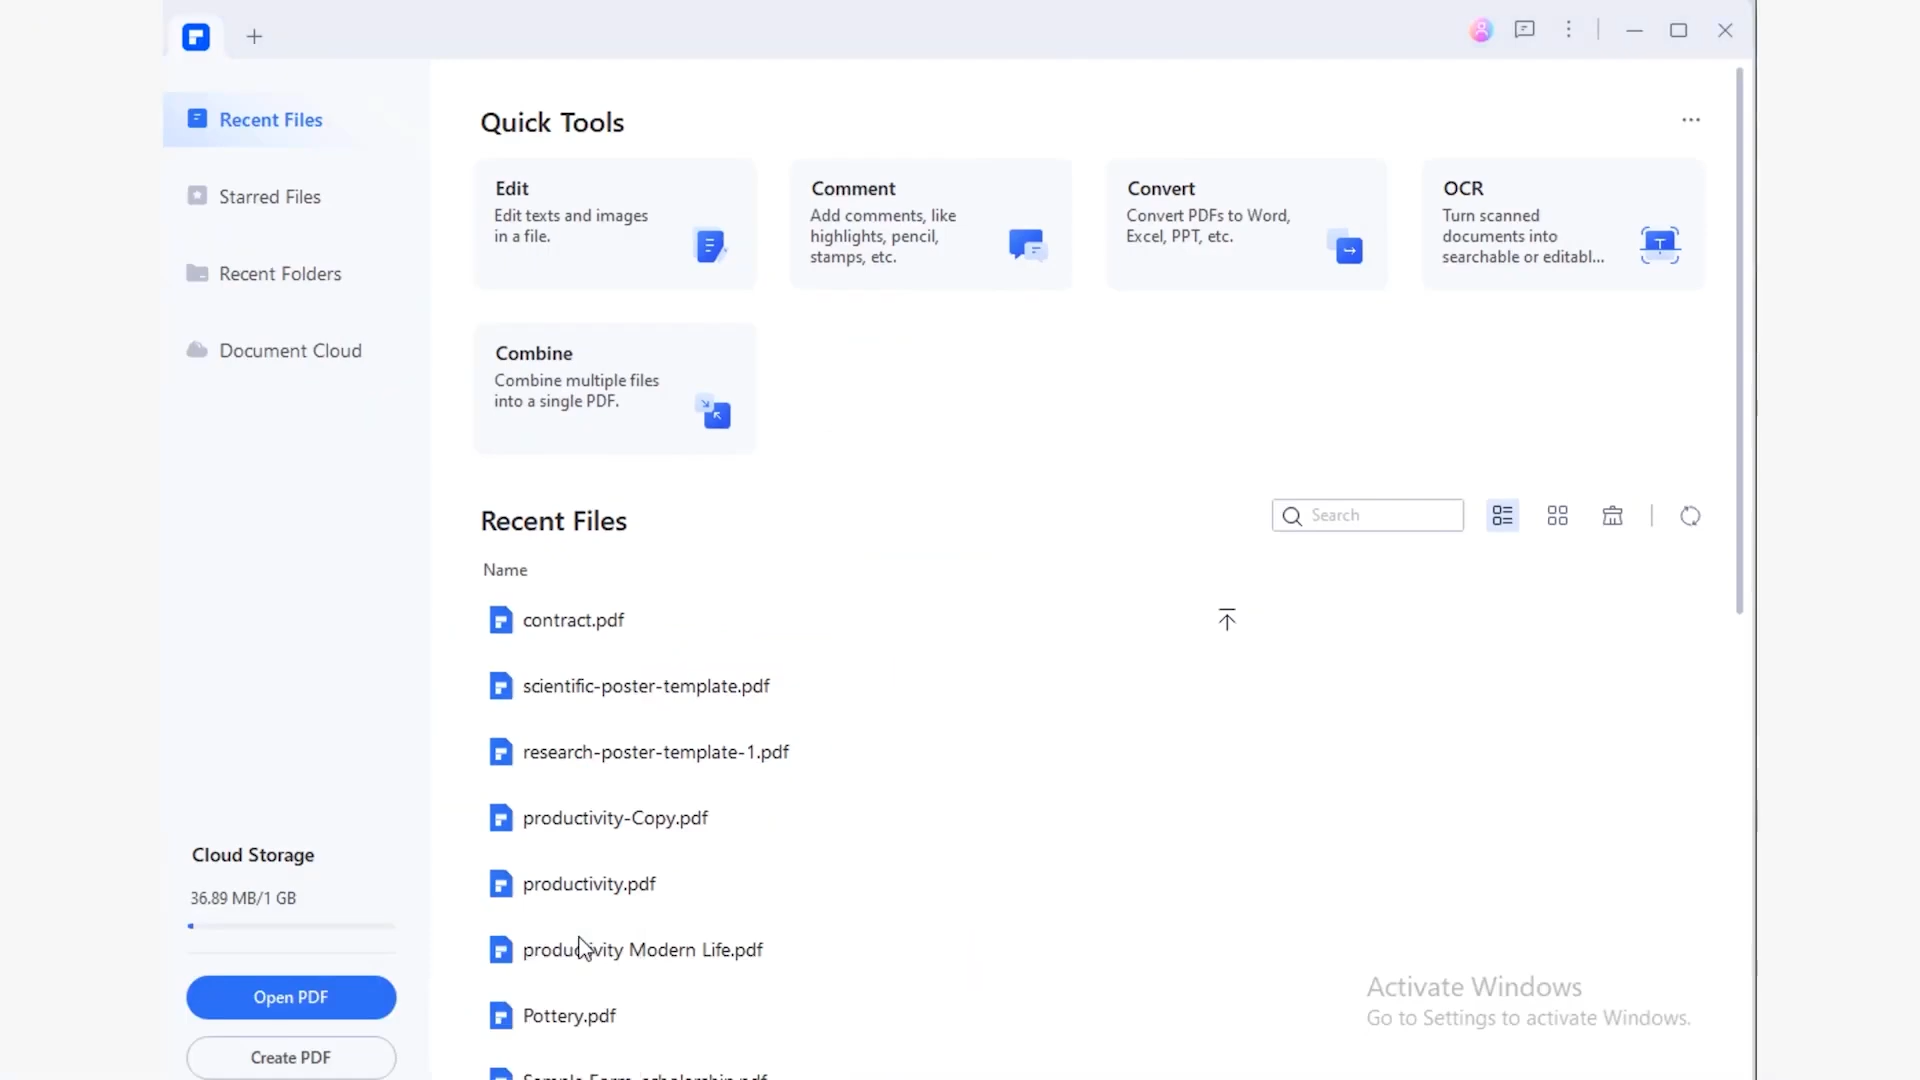 Recent Files
Starred Files
Recent Folders
Document Cloud
Cloud Storage
36.89 MB/1 GB
Open PDF
Create PDF
Quick Tools
Edit
Edit texts and images
in a file.
Comment
Add comments, like
highlights, pencil,
stamps, etc.
Convert
Convert PDFs to Word,
Excel, PPT, etc.
OCR
Turn scanned
documents into
searchable or editabl...
Combine
Combine multiple files
into a single PDF.
Recent Files
Search
Name
contract.pdf
scientific-poster-template.pdf
research-poster-template-1.pdf
productivity-Copy.pdf
productivity.pdf
productivity Modern Life.pdf
Pottery.pdf
Activate Windows
Go to Settings to activate Windows.